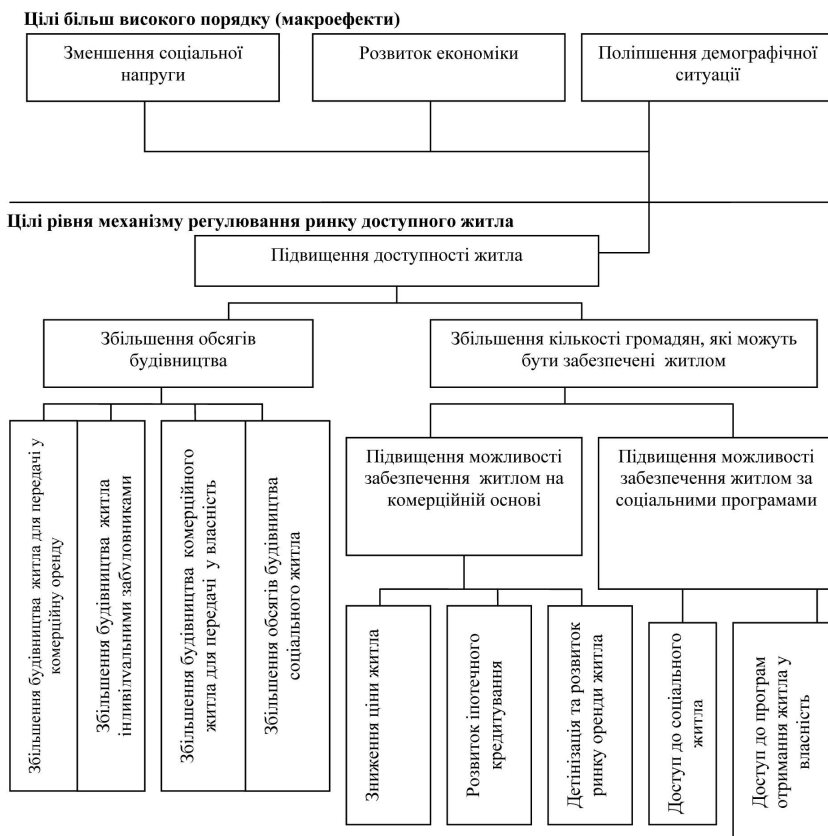 Цілі більш високого порядку (макроефекти)
Зменшення соціальної
напруги
Розвиток економіки
Поліпшення демографічної
ситуації
Цілі рівня механізму регулювання ринку доступного житла
Підвищення доступності житла
Збільшення обсягів
будівництва
Збільшення кількості громадян, які можуть
бути забезпечені житлом
Збільшення будівництва житла для передачі у
комерційну оренду
Збільшення будівництва житла
індивідуальними забудовниками
Збільшення будівництва комерційного
житла для передачі у власність
Збільшення обсягів будівництва
соціального житла
Підвищення можливості
забезпечення житлом на
комерційній основі
Підвищення можливості
забезпечення житлом за
соціальними програмами
Зниження ціни житла
Розвиток іпотечного
кредитування
Детінізація та розвиток
ринку оренди житла
Доступ до соціального
житла
Доступ до програм
отримання житла у
власність